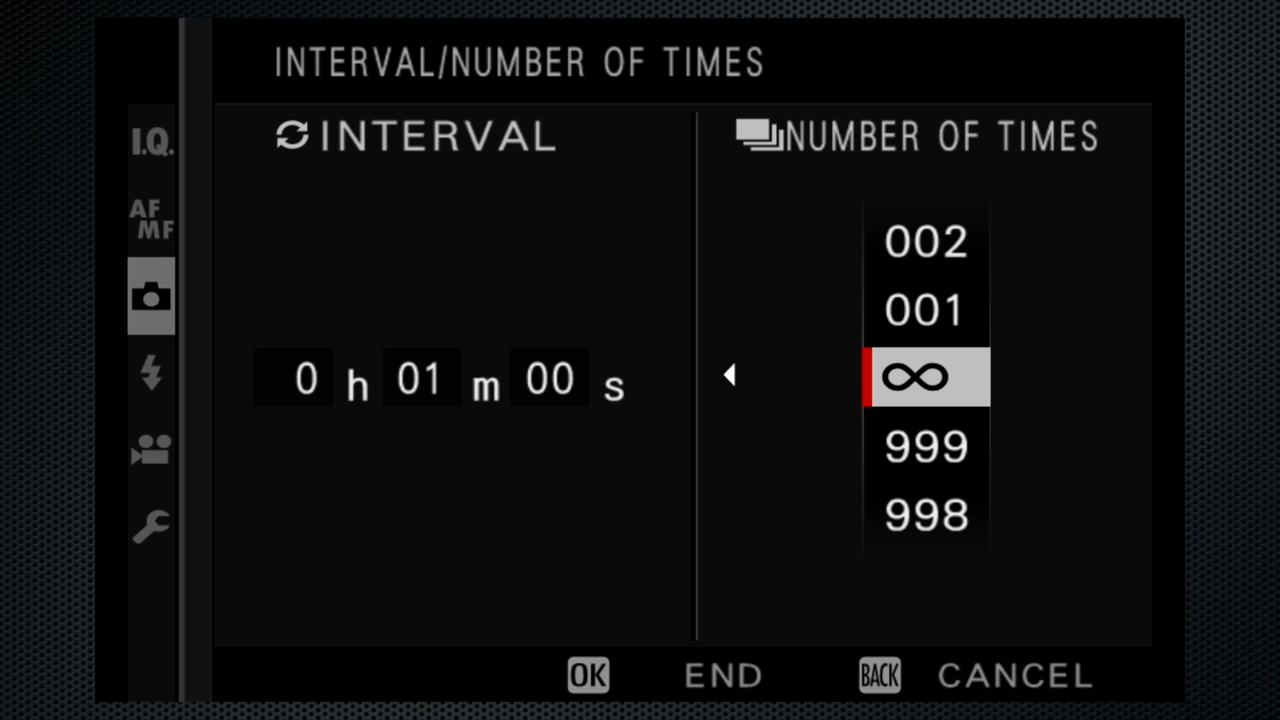 INTERVAL/NUMBER OF TIMES
I.Q.
AF
MF
INTERVAL
0 h 01 m 00 s
NUMBER OF TIMES
002
001
∞
999
998
OK END BACK CANCEL